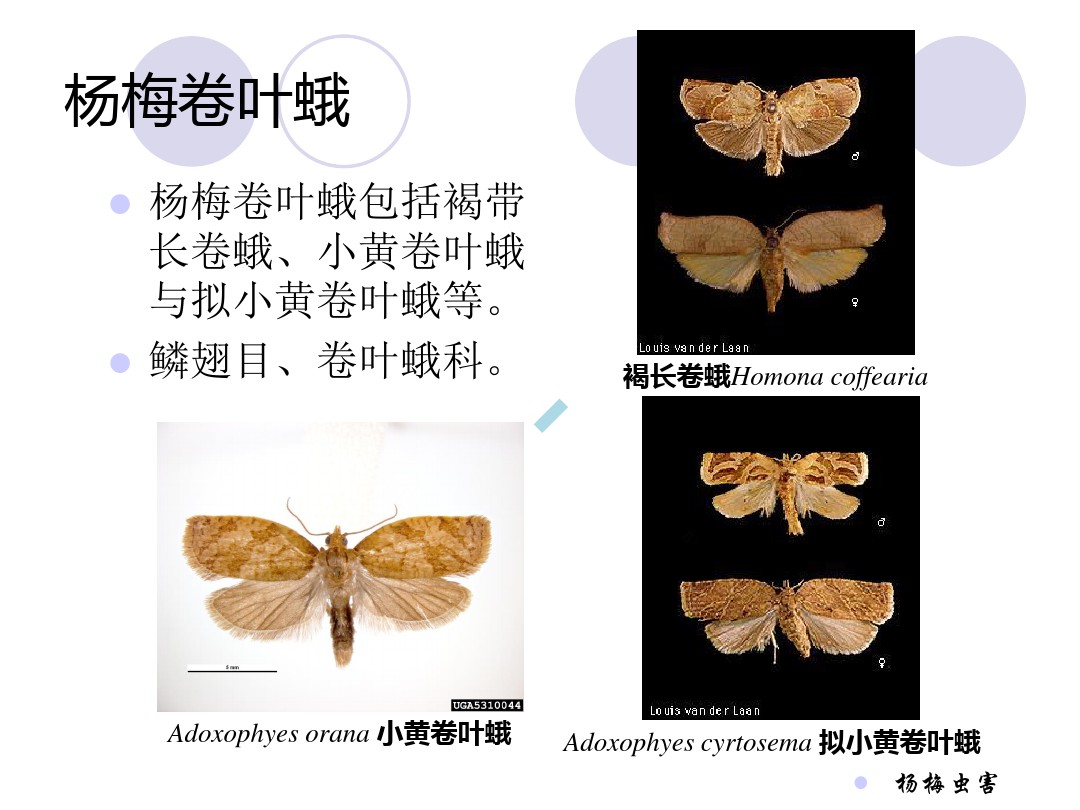 杨梅卷叶蛾
杨梅卷叶蛾包括褐带
长卷蛾、小黄卷叶蛾
与拟小黄卷叶蛾等。
鳞翅目、卷叶蛾科。
♂
♀
Louis van der Laan
褐长卷蛾Homona coffearia
5 mm
UGA5310044
Adoxophyes orana 小黄卷叶蛾
♂
♀
Louis van der Laan
Adoxophyes cyrtosema 拟小黄卷叶蛾
杨梅虫害